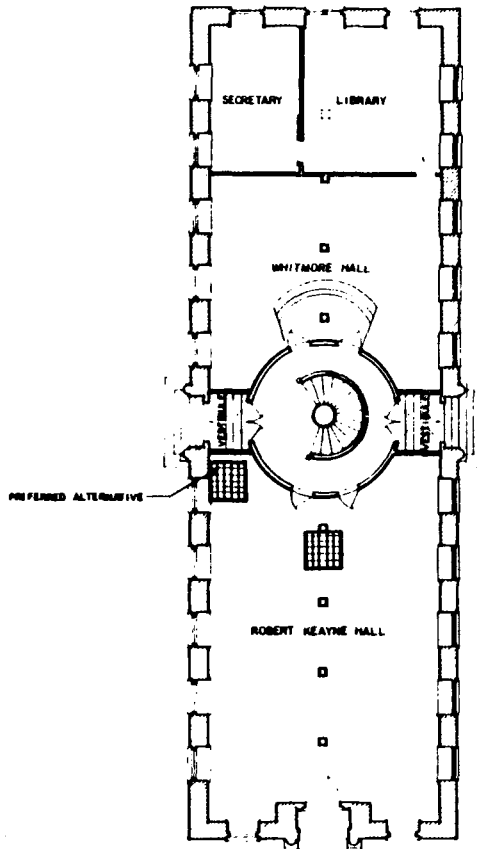 SECRETARY
LIBRARY
WHITMORE HALL
VESTIBULE
VESTIBULE
PREFERRED ALTERNATIVE
ROBERT KEAYNE HALL